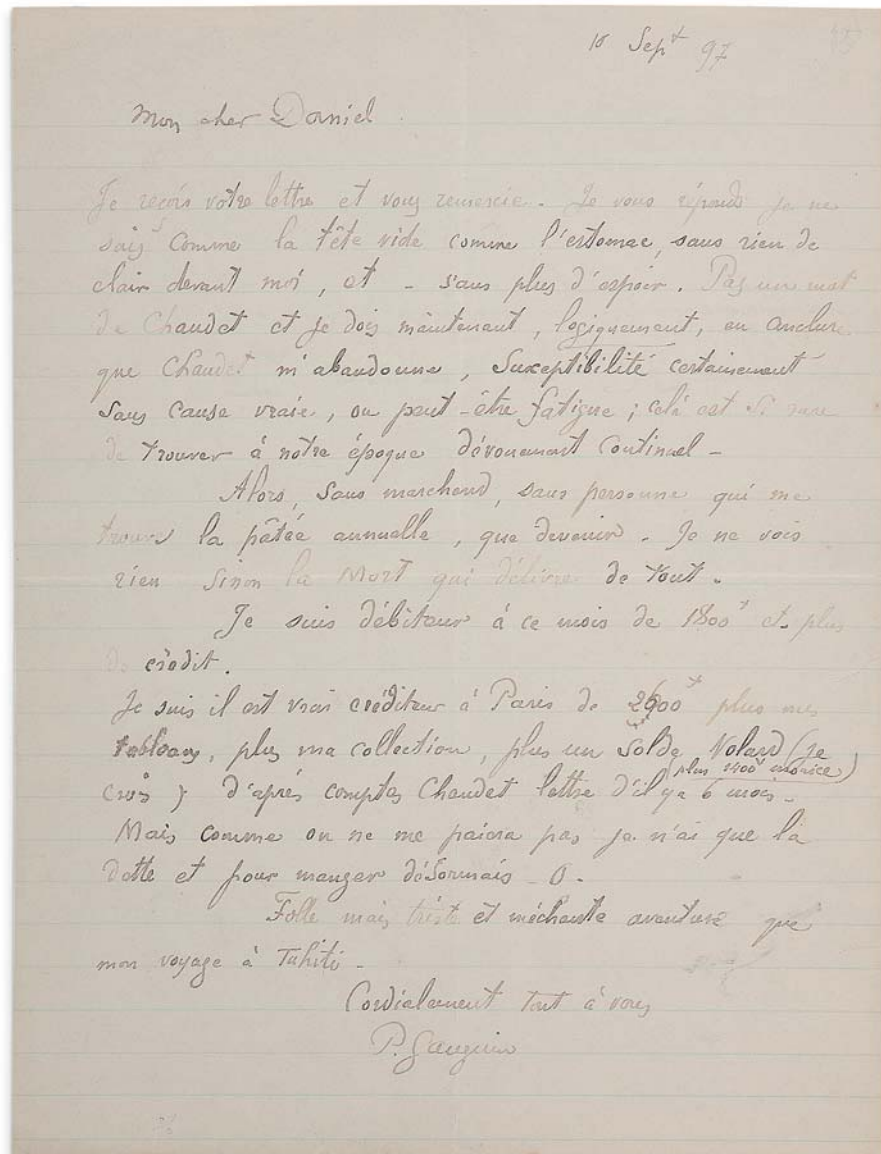 10 Sept 97
Mon cher Daniel.
Je reçois votre lettre et vous remercie. Je vous réponds je ne
sais comme la tête vide comme l'estomac, sans rien de
clair devant moi, et - sans plus d'espoir. Pas un mot
de Chaudet et je dois maintenant, logiquement, en conclure
que Chaudet m'abandonne, Susceptibilité certainement
sans cause vraie, ou peut-être fatigue ; celà est si rare
de trouver à notre époque dévouement continuel -
Alors, sans marchand, sans personne qui me
trouve la pâtée annuelle, que devenir. Je ne vois
rien sinon la Mort qui délivre de tout.
Je suis débiteur à ce mois de 1800f et plus
de crédit.
Je suis il est vrai créditeur à Paris de plus mes
tableaux, plus ma collection, plus un solde Volard (je
(plus 1400f morice)
crois) d'après comptes Chaudet lettre d'il y a 6 mois -
Mais comme on ne me paiera pas je n'ai que la
dette et pour manger désormais - 0.
Folle mais triste et méchante aventure que
mon voyage à Tahiti -
Cordialement tout à vous
P. Gauguin